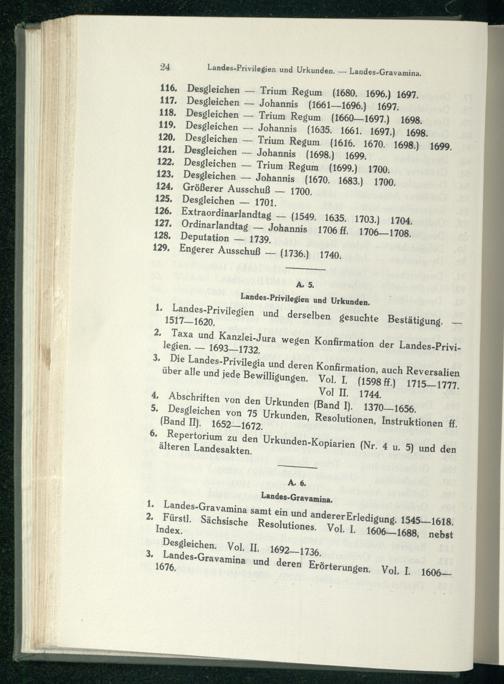 24 Landes-Privilegien und Urkunden. — Landes-Gravamina.
116. Desgleichen — Trium Regum (1680. 1696.) 1697.
117. Desgleichen — Johannis (1661—1696.) 1697.
118. Desgleichen — Trium Regum (1660—1697.) 1698.
119. Desgleichen — Johannis (1635. 1661. 1697.) 1698.
120. Desgleichen — Trium Regum (1616. 1670. 1698.) 1699.
121. Desgleichen — Johannis (1698.) 1699.
122. Desgleichen — Trium Regum (1699.) 1700.
123. Desgleichen — Johannis (1670. 1683.) 1700.
124. Größerer Ausschuß — 1700.
125. Desgleichen — 1701.
126. Extraordinarlandtag — (1549. 1635. 1703.) 1704.
127. Ordinarlandtag — Johannis 1706 ff. 1706—1708.
128. Deputation — 1739.
129. Engerer Ausschuß — (1736.) 1740.
A. 5.
Landes-Privilegien und Urkunden.
1. Landes-Privilegien und derselben gesuchte Bestätigung. —
1517—1620.
2. Taxa und Kanzlei-Jura wegen Konfirmation der Landes-Privi-
legien. — 1693—1732.
3. Die Landes-Privilegia und deren Konfirmation, auch Reversalien
über alle und jede Bewilligungen. Vol. I. (1598 ff.) 1715—1777.
Vol II. 1744.
4. Abschriften von den Urkunden (Band I). 1370—1656.
5. Desgleichen von 75 Urkunden, Resolutionen, Instruktionen ff.
(Band II). 1652—1672.
6. Repertorium zu den Urkunden-Kopiarien (Nr. 4 u. 5) und den
älteren Landesakten.
A. 6.
Landes-Gravamina.
1. Landes-Gravamina samt ein und anderer Erledigung. 1545—1618.
2. Fürstl. Sächsische Resolutiones. Vol. I. 1606—1688, nebst
Index.
Desgleichen. Vol. II. 1692—1736.
3. Landes-Gravamina und deren Erörterungen. Vol. I. 1606—
1676.